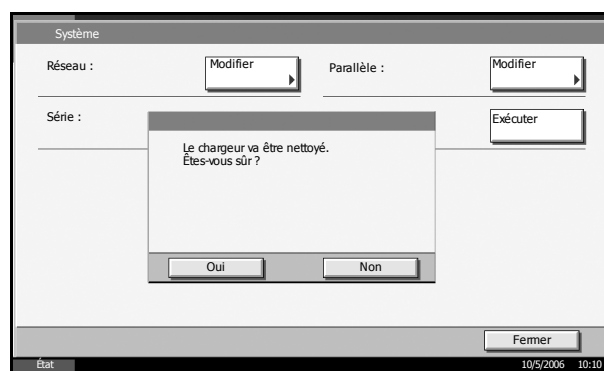 Système
Réseau :
Modifier
Parallèle :
Modifier
Série :
Exécuter
Le chargeur va être nettoyé.
Êtes-vous sûr ?
Oui
Non
Fermer
État
10/5/2006 10:10